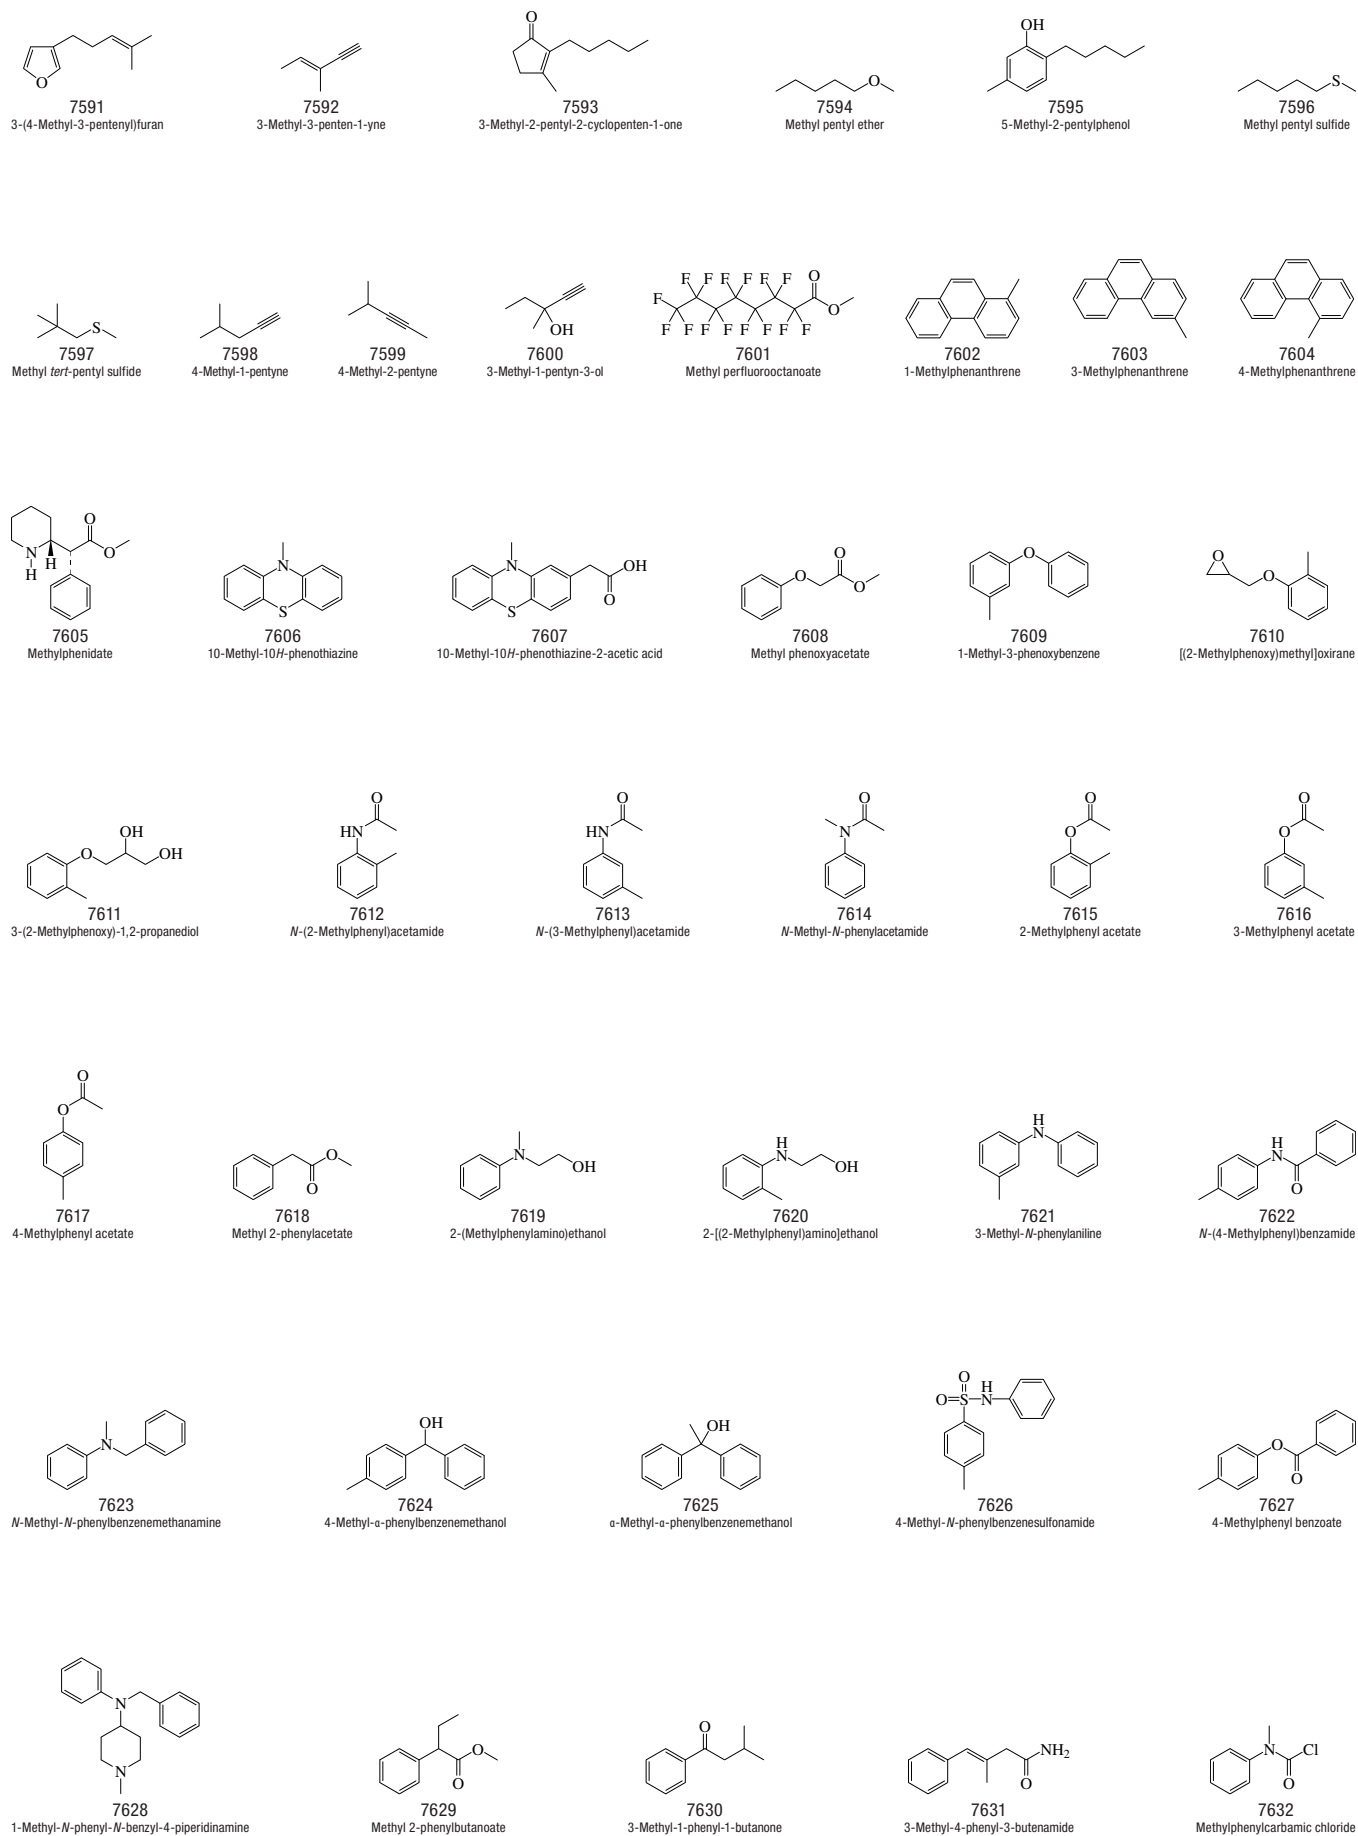 O
OH
O O S
7591 7592 7593 7594 7595 7596
3-(4-Methyl-3-pentenyl)furan 3-Methyl-3-penten-1-yne 3-Methyl-2-pentyl-2-cyclopenten-1-one Methyl pentyl ether 5-Methyl-2-pentylphenol Methyl pentyl sulfide
F F F F F F O
F
O
S OH F F F F F F F F
7597 7598 7599 7600 7601 7602 7603 7604
Methyl tert-pentyl sulfide 4-Methyl-1-pentyne 4-Methyl-2-pentyne 3-Methyl-1-pentyn-3-ol Methyl perfluorooctanoate 1-Methylphenanthrene 3-Methylphenanthrene 4-Methylphenanthrene
O
O N N OH O O O
N H O O O
H S S O O
7605 7606 7607 7608 7609 7610
Methylphenidate 10-Methyl-10H-phenothiazine 10-Methyl-10H-phenothiazine-2-acetic acid Methyl phenoxyacetate 1-Methyl-3-phenoxybenzene [(2-Methylphenoxy)methyl]oxirane
O O O O O
OH HN HN N O O
O OH
7611 7612 7613 7614 7615 7616
3-(2-Methylphenoxy)-1,2-propanediol N-(2-Methylphenyl)acetamide N-(3-Methylphenyl)acetamide N-Methyl-N-phenylacetamide 2-Methylphenyl acetate 3-Methylphenyl acetate
O
O H
N
O N H N H N
OH OH
O O
7617 7618 7619 7620 7621 7622
4-Methylphenyl acetate Methyl 2-phenylacetate 2-(Methylphenylamino)ethanol 2-[(2-Methylphenyl)amino]ethanol 3-Methyl-N-phenylaniline N-(4-Methylphenyl)benzamide
O H
O S N
OH OH
N O
O
7623 7624 7625 7626 7627
N-Methyl-N-phenylbenzenemethanamine 4-Methyl-α-phenylbenzenemethanol α-Methyl-α-phenylbenzenemethanol 4-Methyl-N-phenylbenzenesulfonamide 4-Methylphenyl benzoate
N
O
O NH2 N Cl
N O O O
7628 7629 7630 7631 7632
1-Methyl-N-phenyl-N-benzyl-4-piperidinamine Methyl 2-phenylbutanoate 3-Methyl-1-phenyl-1-butanone 3-Methyl-4-phenyl-3-butenamide Methylphenylcarbamic chloride